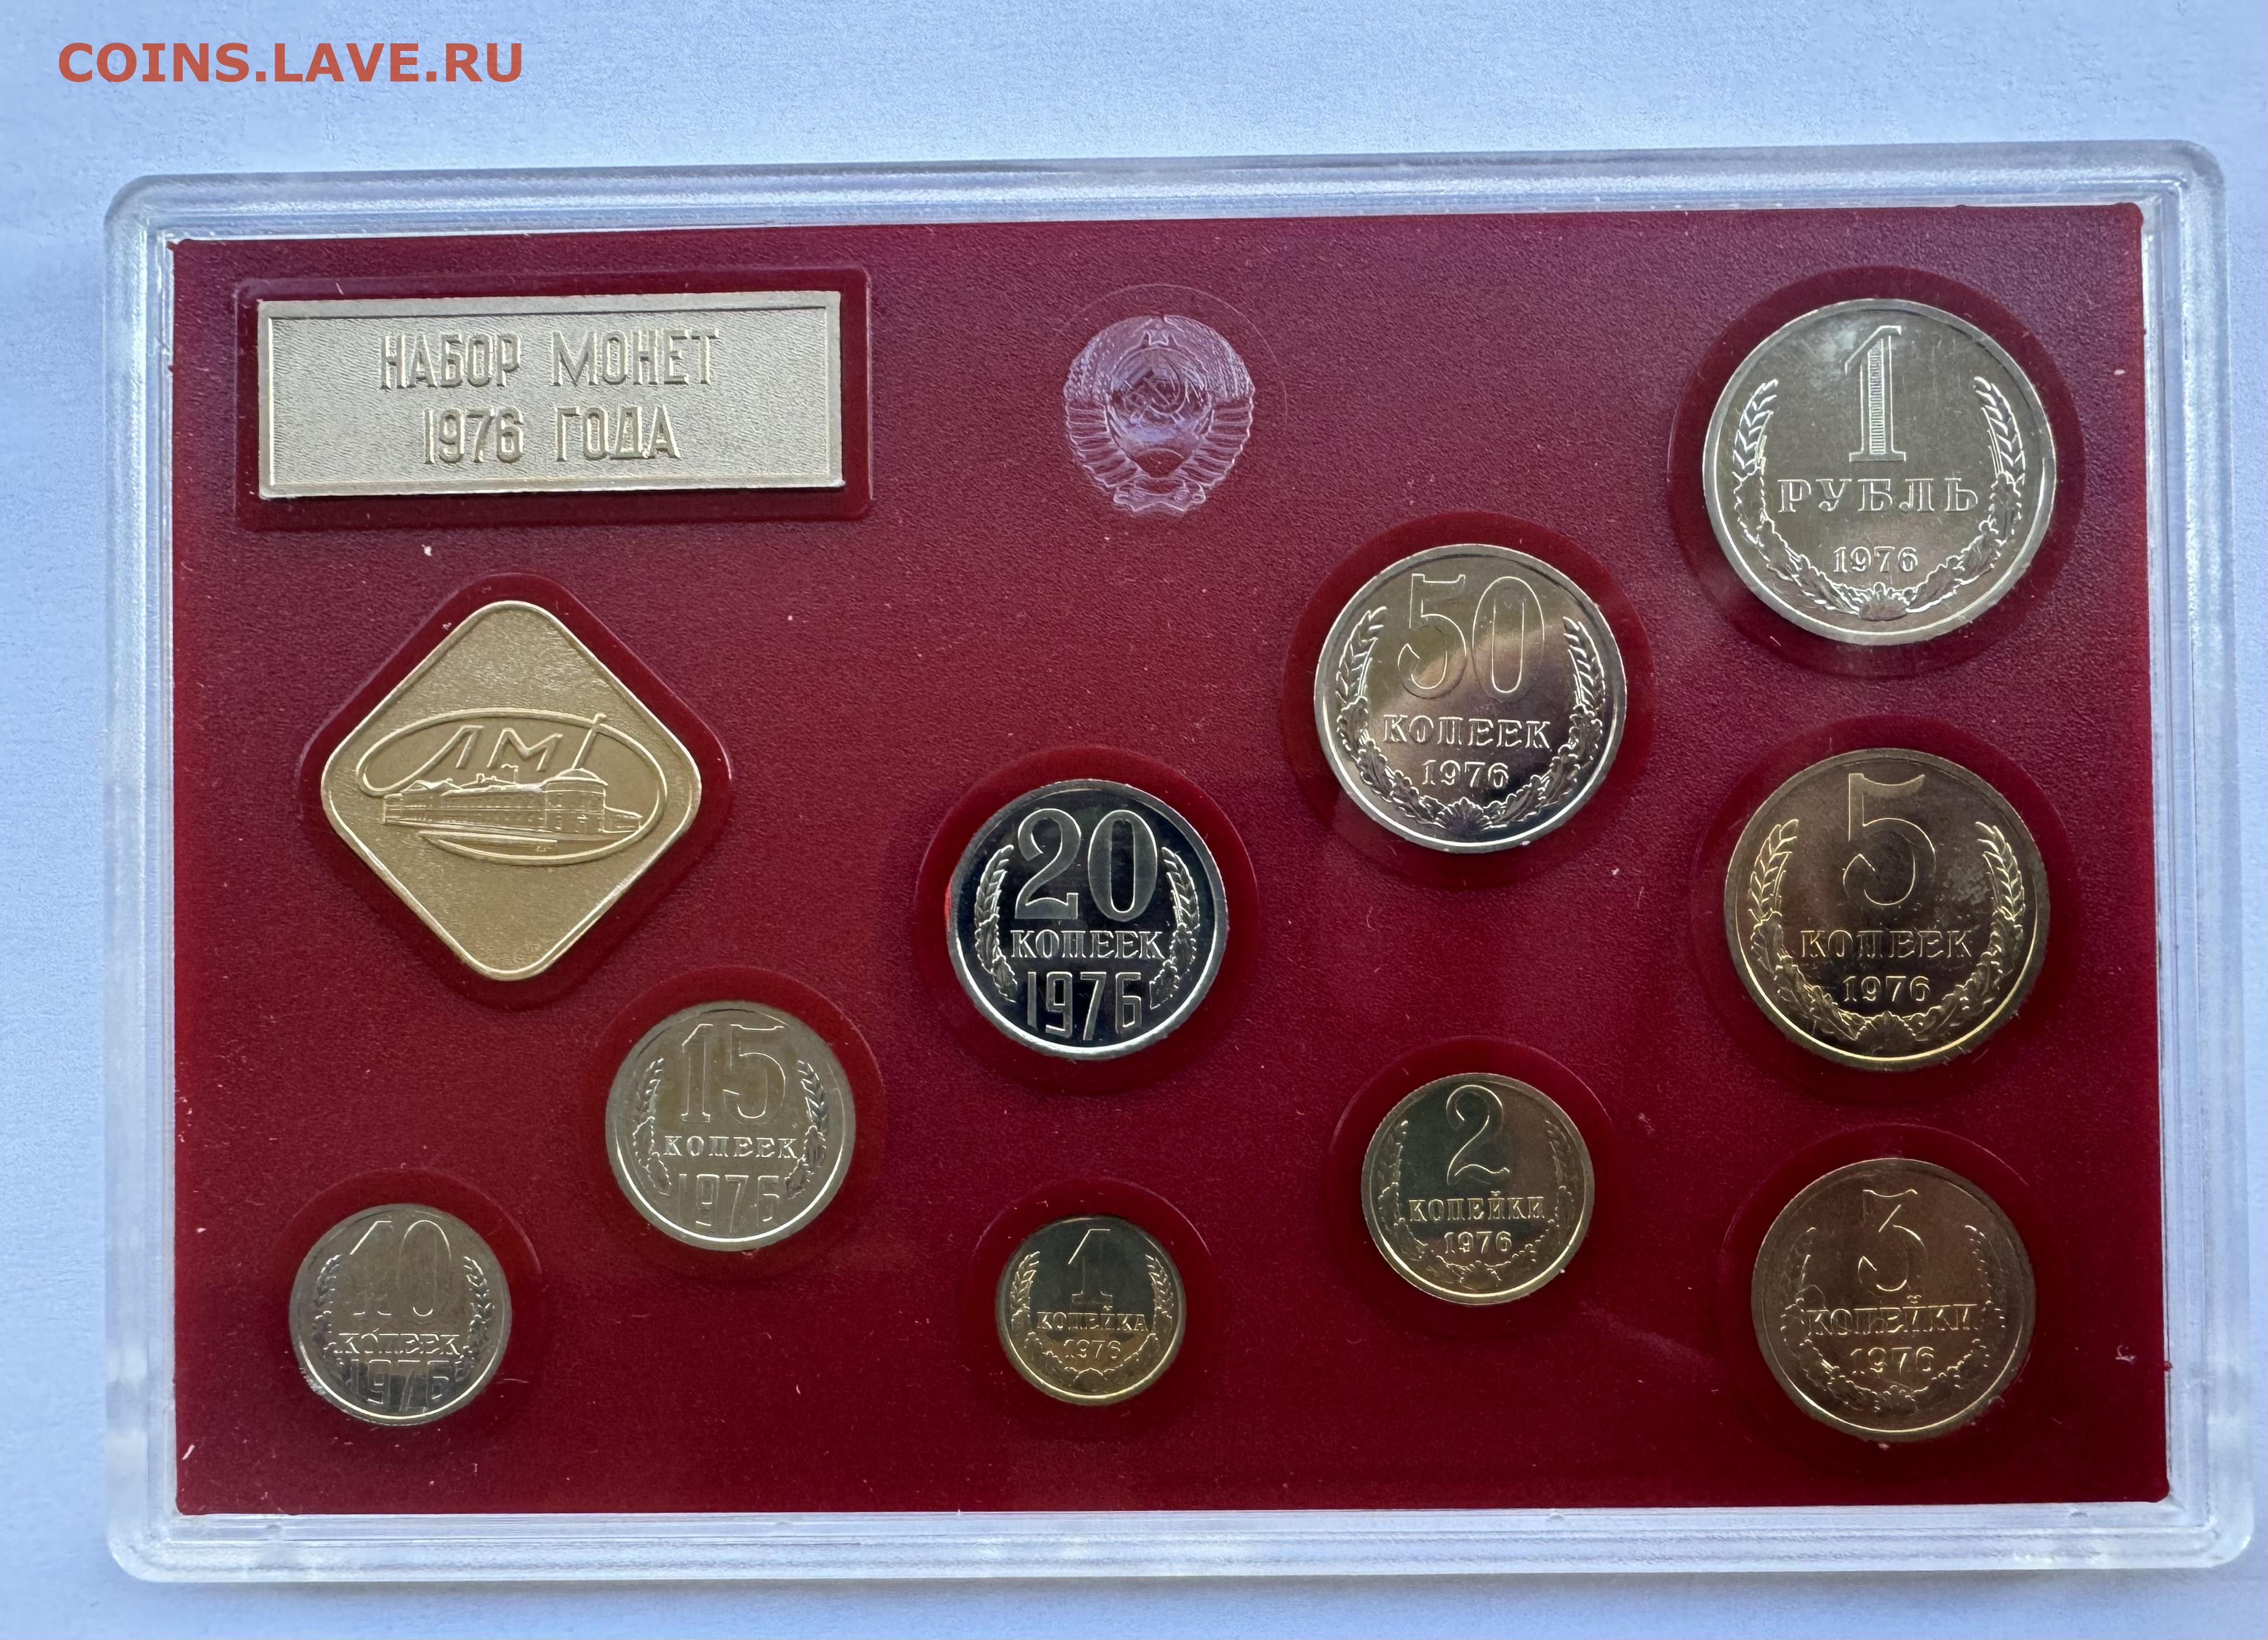 COINS.LAVE.RU
НАБОР МОНЕТ
1976 ГОДА
1
РУБЛЬ
1976
50
КОПЕЕК
1976
ЛМД
20
КОПЕЕК
1976
5
КОПЕЕК
1976
15
КОПЕЕК
1976
2
КОПЕЙКИ
1976
10
КОПЕЕК
1976
1
КОПЕЙКА
1976
3
КОПЕЙКИ
1976